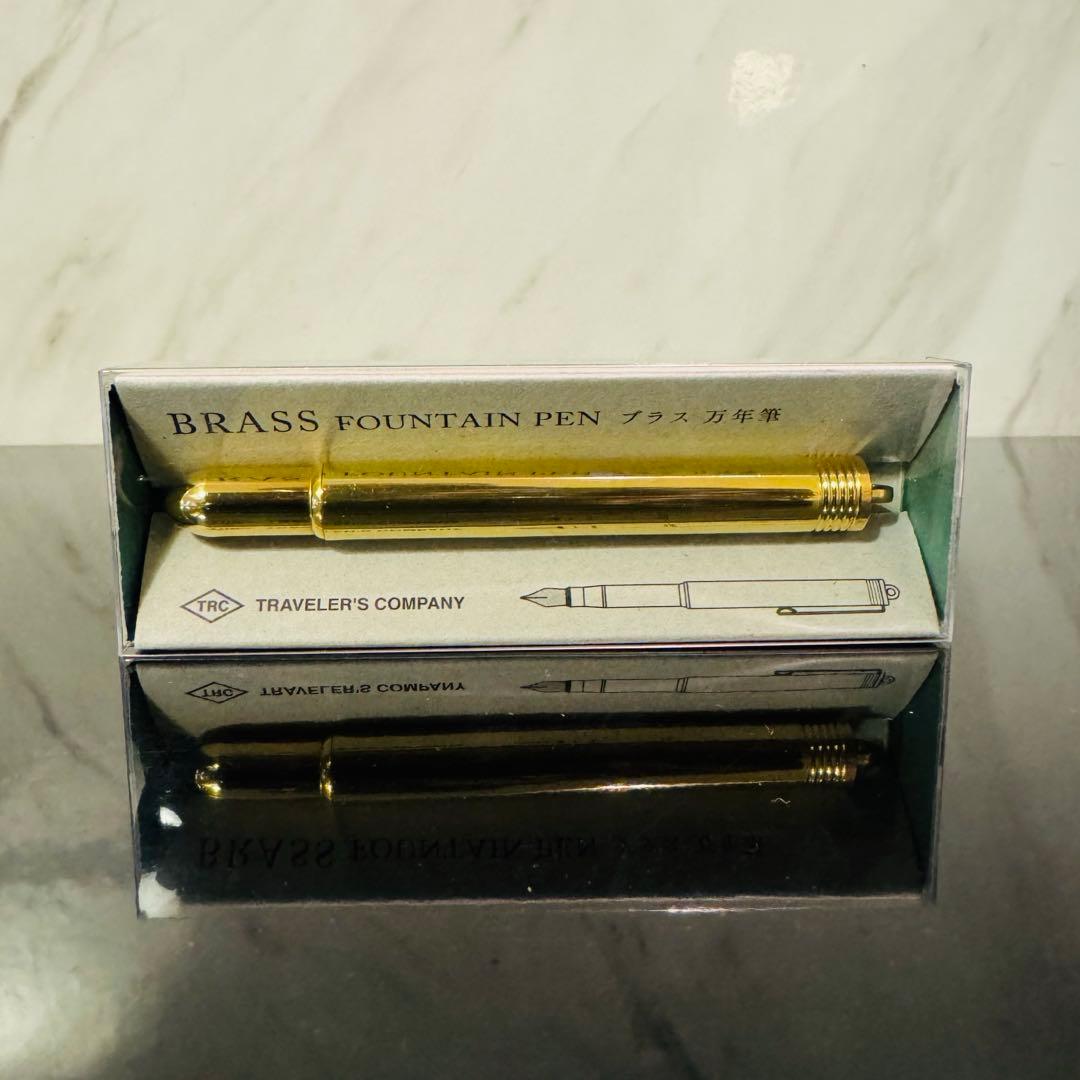 BRASS FOUNTAIN PEN ブラス 万年筆
TRC TRAVELER'S COMPANY